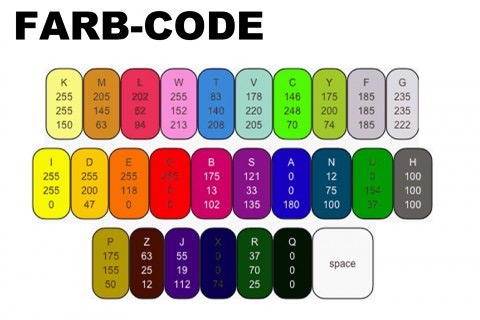 FARB-CODE
K M L W T V C Y F G
255 205 202 255 83 178 146 175 185 235
255 145 62 152 140 220 248 200 185 235
150 63 94 213 208 205 70 74 185 222
I D E O B S A N U H
255 255 255 255 175 121 0 12 0 100
255 200 118 0 13 33 0 75 154 100
0 47 0 0 102 135 180 100 37 100
P Z J X R Q
175 63 55 0 37 0
155 25 19 0 70 0
50 12 112 74 25 0
space